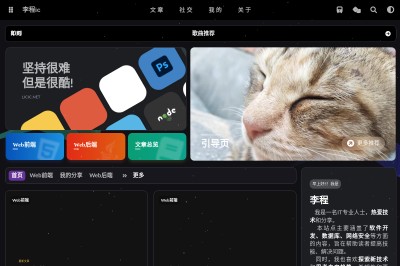 李程lc
文章 社交 我的 关于
歌曲推荐
坚持很难
但是很酷!
Ps
node
Web前端
Web后端
文章总览
引导页
更多推荐
首页 Web前端 我的分享 Web后端 更多
Web前端
Web前端
李程
我是一名IT专业人士，热爱技术和分享。
本站点主要涵盖了软件开发、数据库、网络安全等方面的内容，旨在帮助读者提高技能、解决问题。
同时，我也喜欢探索新技术